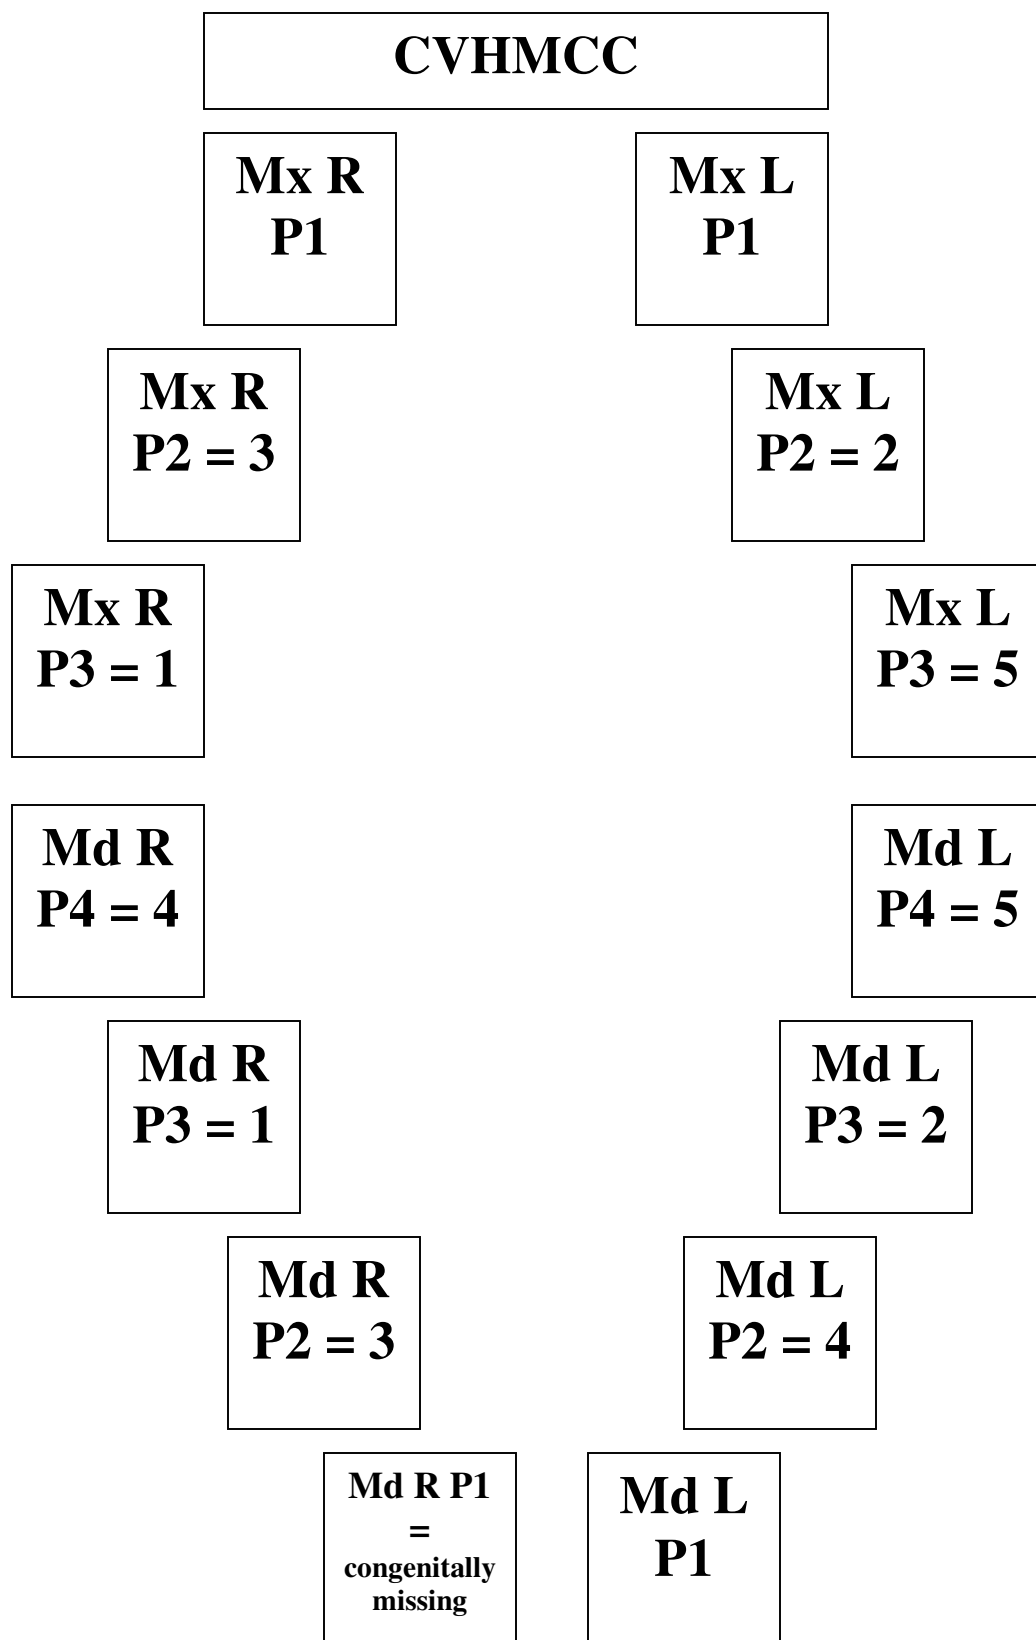 CVHMCC
Mx R
P1
Mx L
P1
Mx R
P2 = 3
Mx L
P2 = 2
Mx R
P3 = 1
Mx L
P3 = 5
Md R
P4 = 4
Md L
P4 = 5
Md R
P3 = 1
Md L
P3 = 2
Md R
P2 = 3
Md L
P2 = 4
Md R P1
=
congenitally
missing
Md L
P1